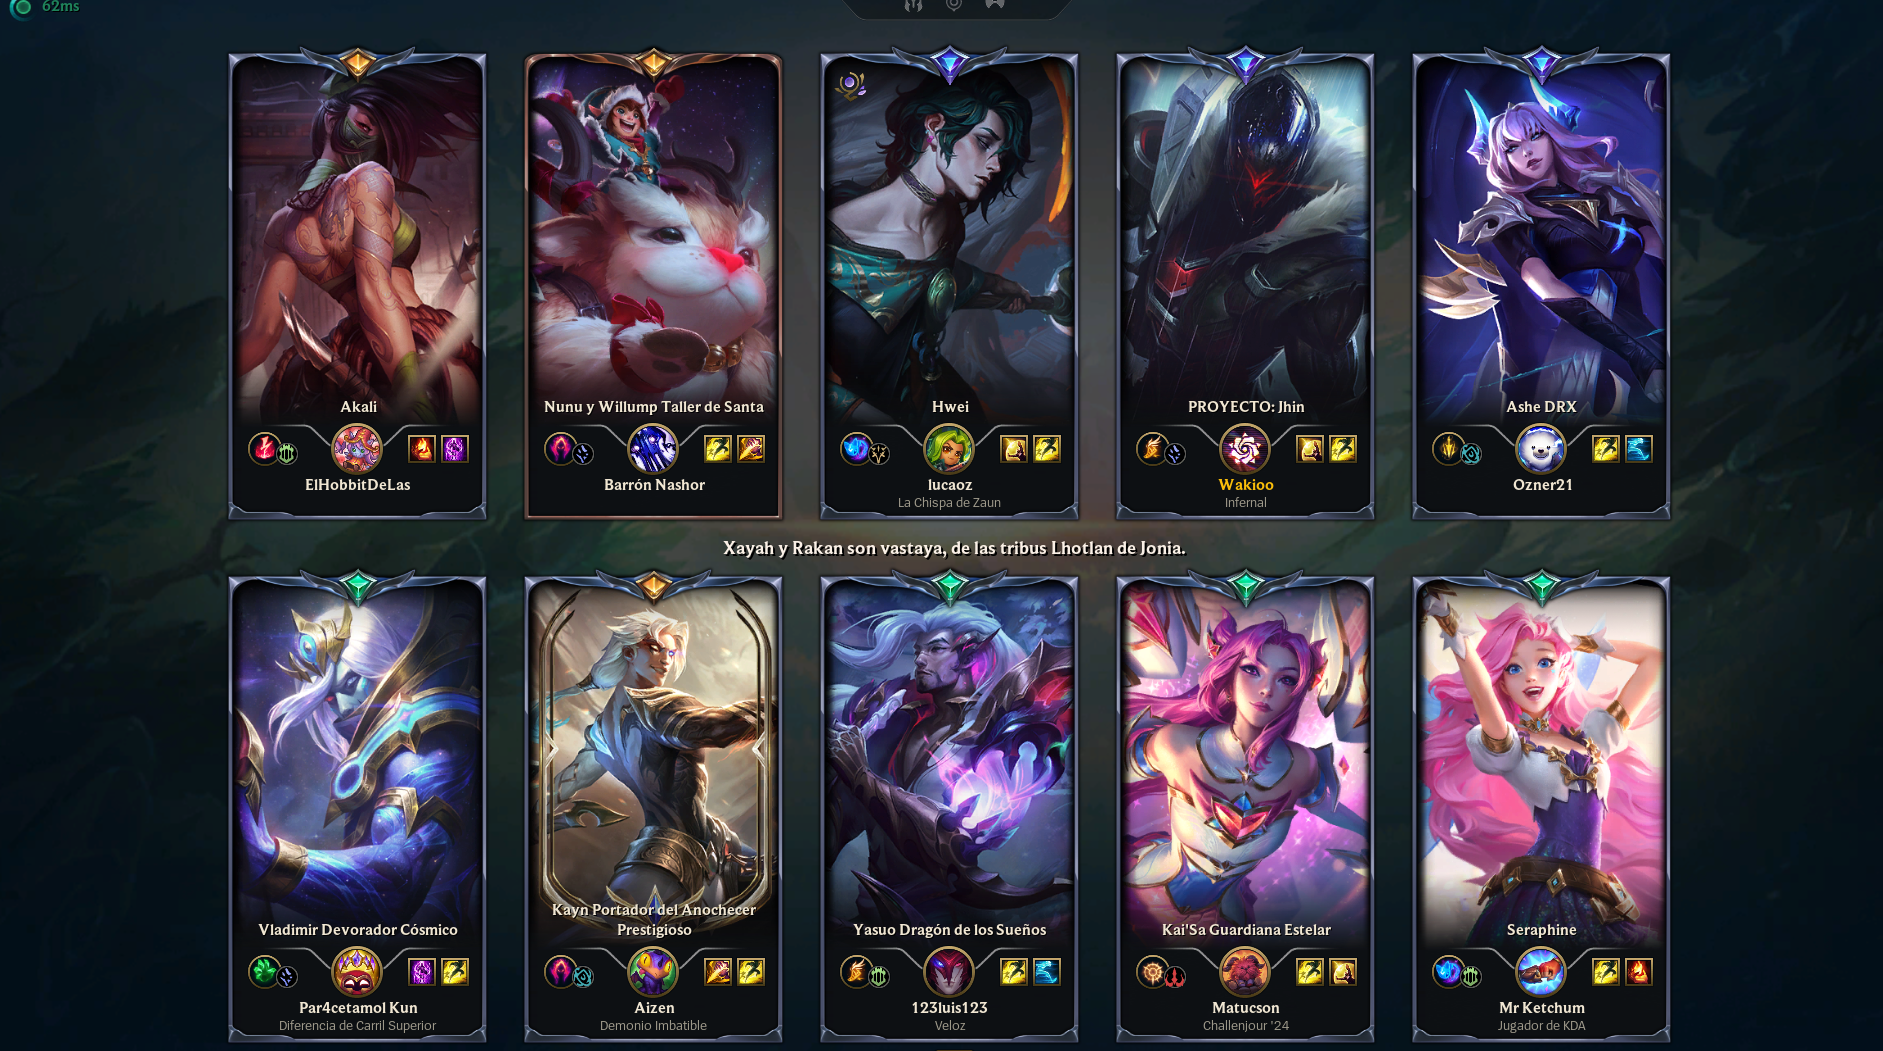 62ms
Akali
ElHobbitDeLas
Nunu y Willump Taller de Santa
Barrón Nashor
Hwei
lucaoz
La Chispa de Zaun
PROYECTO: Jhin
Wakioo
Infernal
Ashe DRX
Ozner21
Xayah y Rakan son vastaya, de las tribus Lhotlan de Jonia.
Vladimir Devorador Cósmico
Par4cetamol Kun
Diferencia de Carril Superior
Kayn Portador del Anochecer
Prestigioso
Aizen
Demonio Imbatible
Yasuo Dragón de los Sueños
123luis123
Veloz
Kai'Sa Guardiana Estelar
Matucson
Challenjour '24
Seraphine
Mr Ketchum
Jugador de KDA